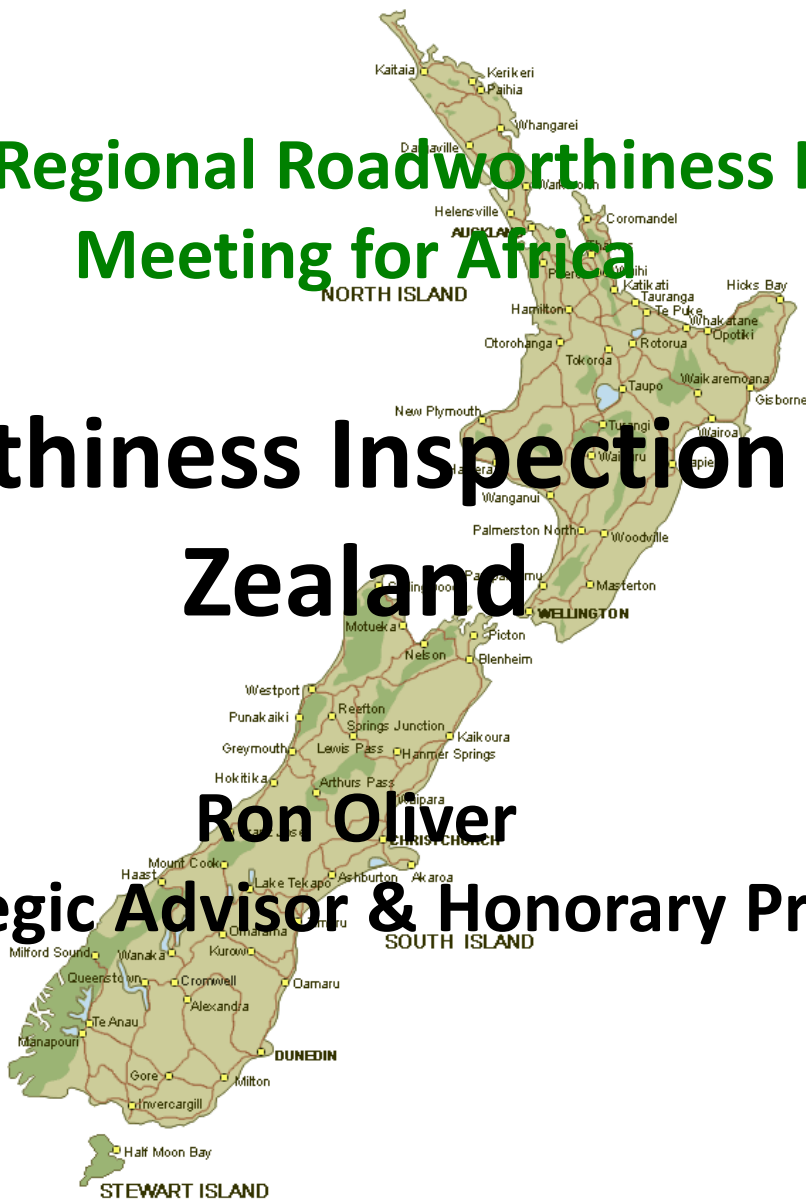 Kaitaia
Kerikeri
Paihia
Whangarei
Regional Roadworthiness
Helensville
Coromandel
AUCKLAND
Meeting for Africa
Katikati
Hicks Bay
NORTH ISLAND
Tauranga
Hamilton
Te Puke
Whakatane
Opotiki
Otorohanga
Rotorua
Tokoroa
Waikaremoana
Taupo
Gisborne
New Plymouth
Turangi
Wairoa
thiness Inspection
Wanganui
Palmerston North
Woodville
Zealand
Masterton
WELLINGTON
Motueka
Picton
Nelson
Blenheim
Westport
Reefton
Punakaiki
Springs Junction
Kaikoura
Greymouth
Lewis Pass
Hanmer Springs
Hokitika
Arthurs Pass
Ron Oliver
CHRISTCHURCH
Mount Cook
Haast
Lake Tekapo
Ashburton
Akaroa
egic Advisor & Honorary Pr
Omarama
SOUTH ISLAND
Milford Sound
Wanaka
Kurow
Queenstown
Cromwell
Oamaru
Alexandra
Te Anau
Manapouri
DUNEDIN
Gore
Milton
Invercargill
Half Moon Bay
STEWART ISLAND